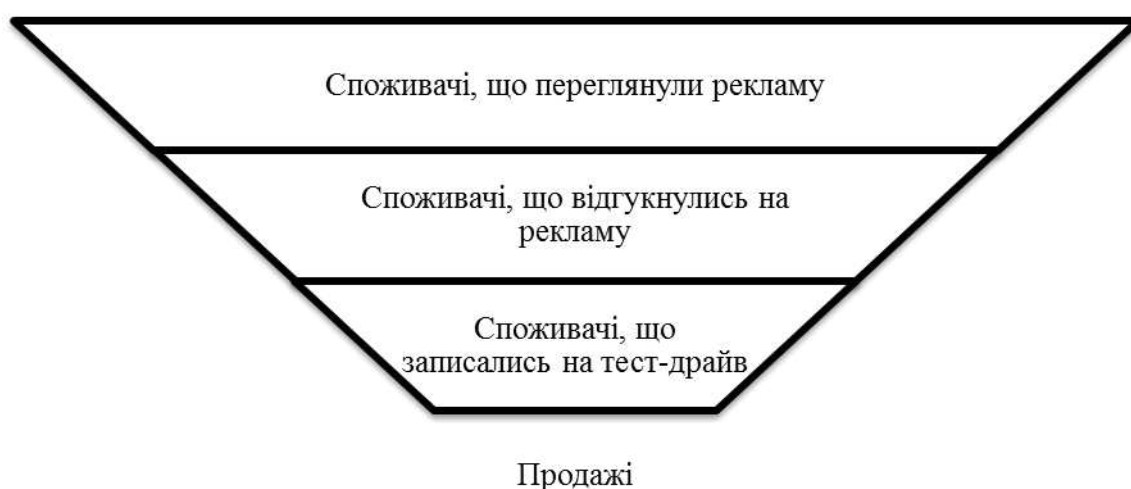 Споживачі, що переглянули рекламу
Споживачі, що відгукнулись на
рекламу
Споживачі, що
записались на тест-драйв
Продажі